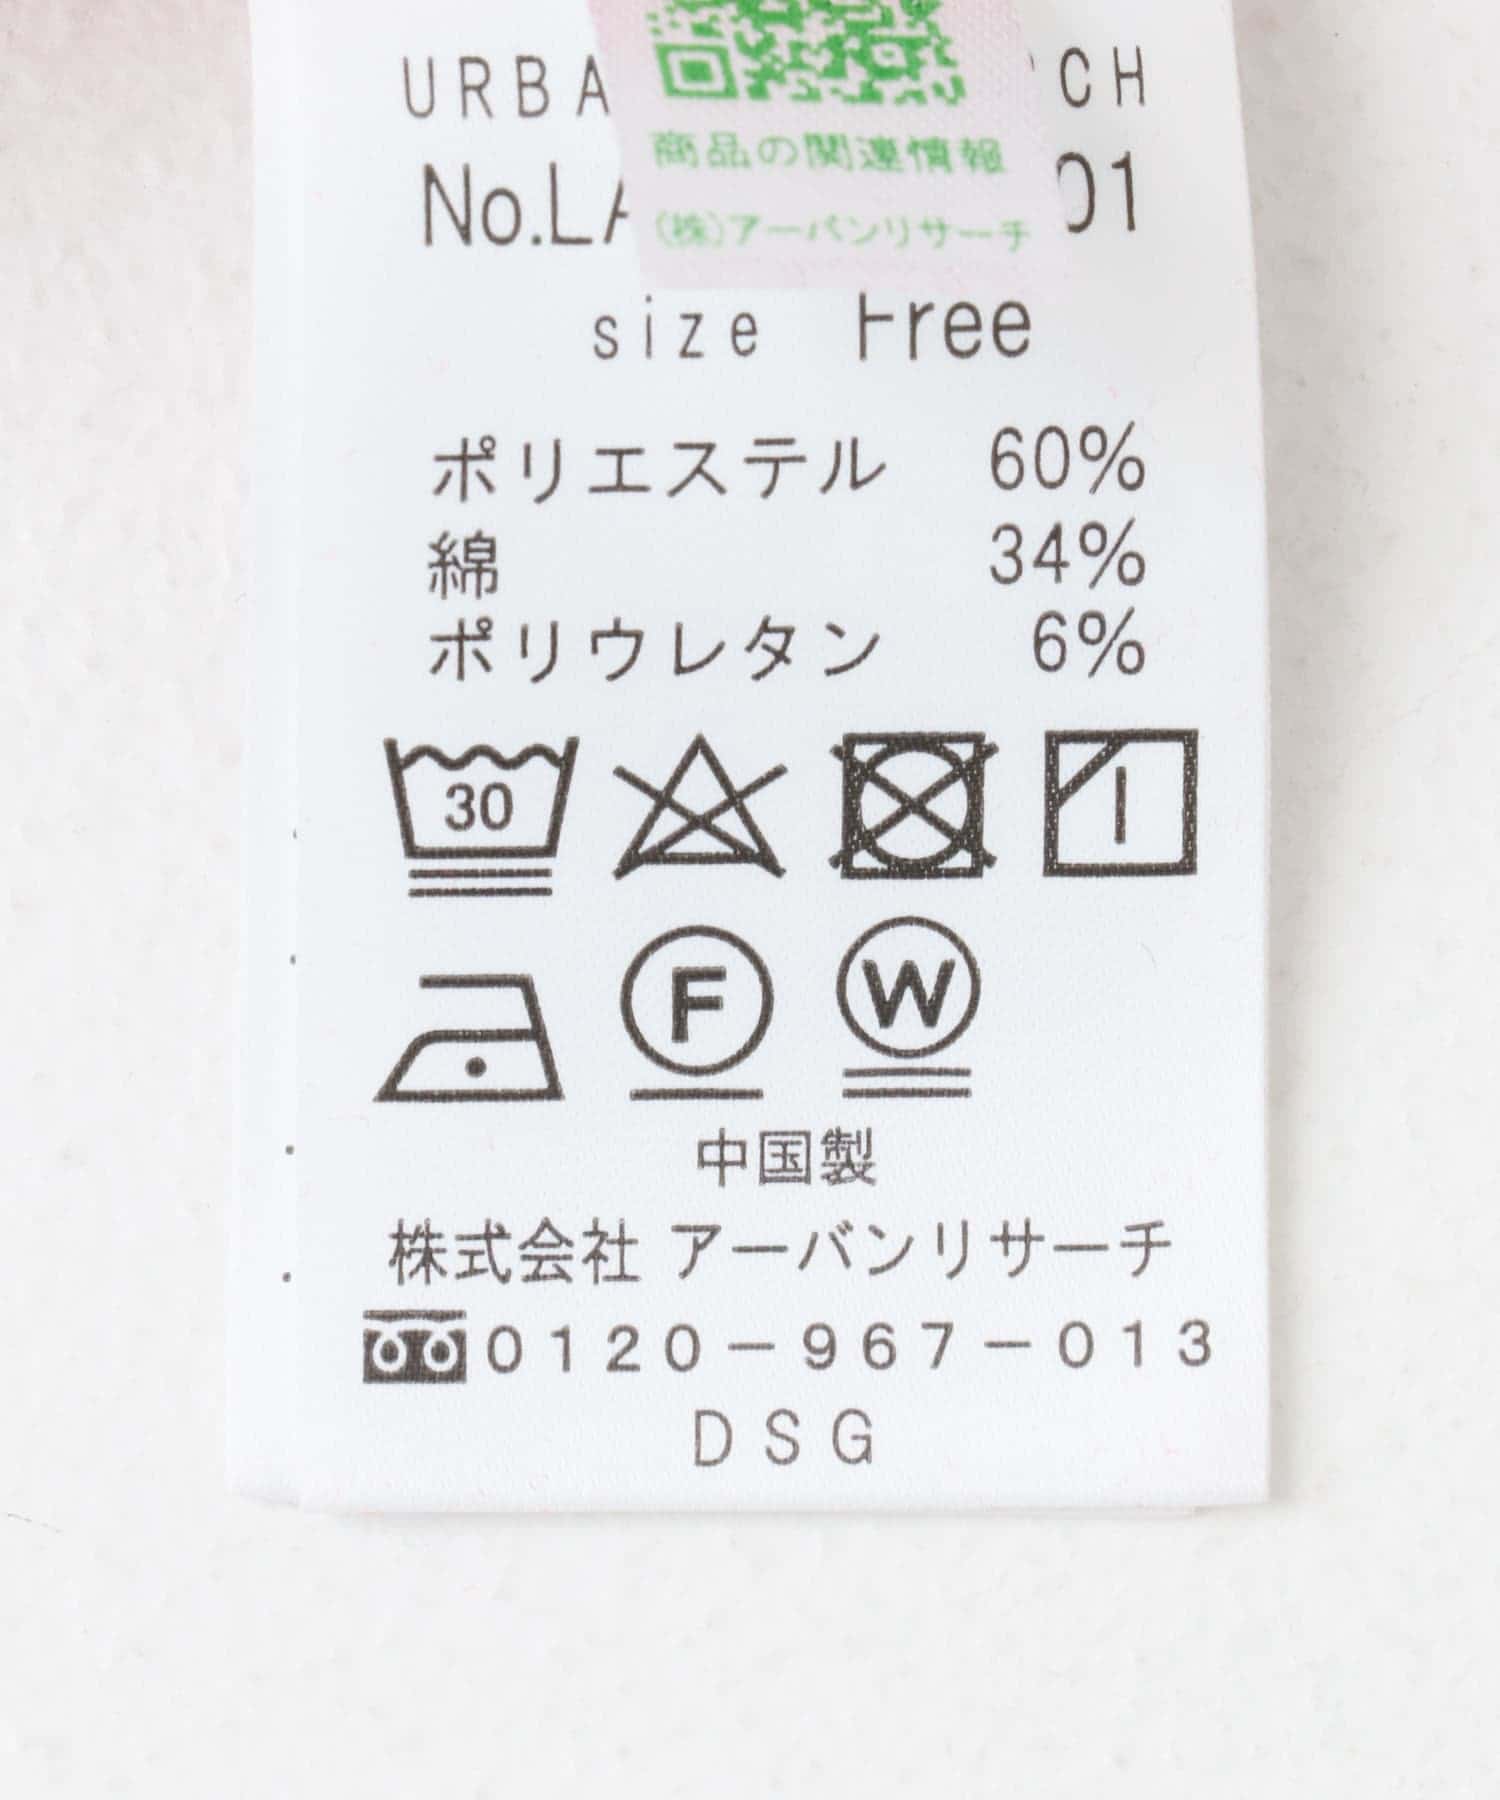 商品の関連情報
(株)アーバンリサーチ
size Free
ポリエステル 60%
綿 34%
ポリウレタン 6%
30
F W
中国製
株式会社 アーバンリサーチ
0120-967-013
DSG